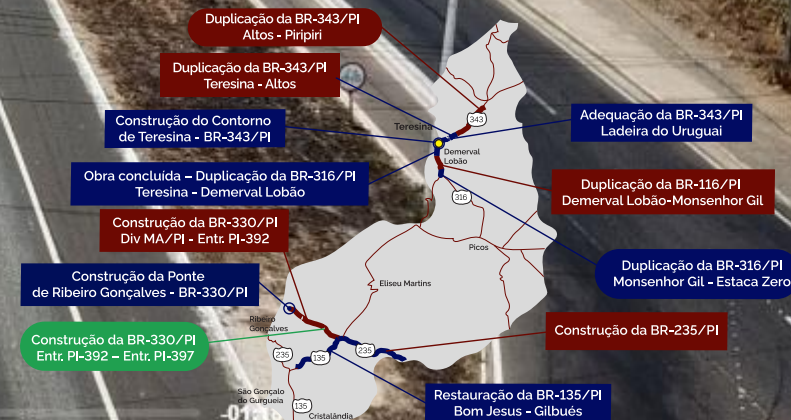 Duplicação da BR-343/PI
Altos - Piripiri
Duplicação da BR-343/PI
Teresina - Altos
Construção do Contorno
de Teresina - BR-343/PI
Obra concluída – Duplicação da BR-316/PI
Teresina - Demerval Lobão
Construção da BR-330/PI
Div MA/PI - Entr. PI-392
Construção da Ponte
de Ribeiro Gonçalves - BR-330/PI
Construção da BR-330/PI
Entr. PI-392 – Entr. PI-397
Adequação da BR-343/PI
Ladeira do Uruguai
Duplicação da BR-116/PI
Demerval Lobão-Monsenhor Gil
Duplicação da BR-316/PI
Monsenhor Gil - Estaca Zero
Construção da BR-235/PI
Restauração da BR-135/PI
Bom Jesus - Gilbués
Teresina
343
Demerval
Lobão
316
Picos
Eliseu Martins
Ribeiro
Gonçalves
235
135
235
São Gonçalo
do Gurgueia
135
Cristalândia